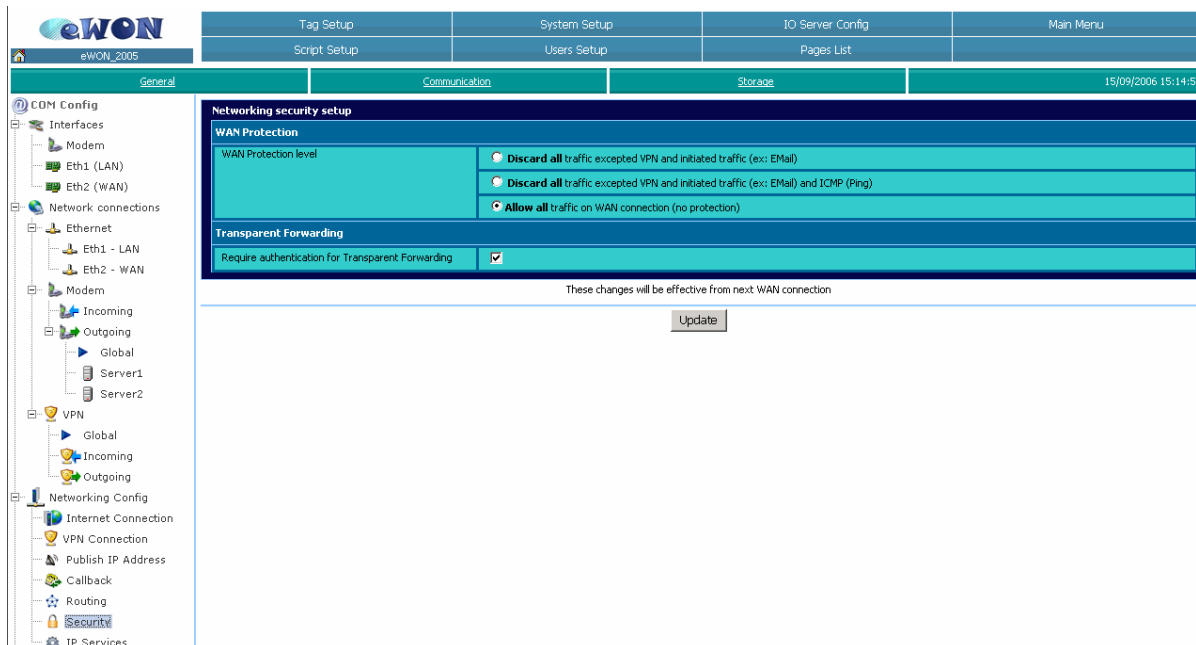 eWON
eWON_2005
Tag Setup
System Setup
IO Server Config
Main Menu
Script Setup
Users Setup
Pages List
General
Communication
Storage
15/09/2006 15:14:5
COM Config
Interfaces
Modem
Eth1 (LAN)
Eth2 (WAN)
Network connections
Ethernet
Eth1 - LAN
Eth2 - WAN
Modem
Incoming
Outgoing
Global
Server1
Server2
VPN
Global
Incoming
Outgoing
Networking Config
Internet Connection
VPN Connection
Publish IP Address
Callback
Routing
Security
IP Services
Networking security setup
WAN Protection
WAN Protection level
Discard all traffic excepted VPN and initiated traffic (ex: EMail)
Discard all traffic excepted VPN and initiated traffic (ex: EMail) and ICMP (Ping)
Allow all traffic on WAN connection (no protection)
Transparent Forwarding
Require authentication for Transparent Forwarding
These changes will be effective from next WAN connection
Update